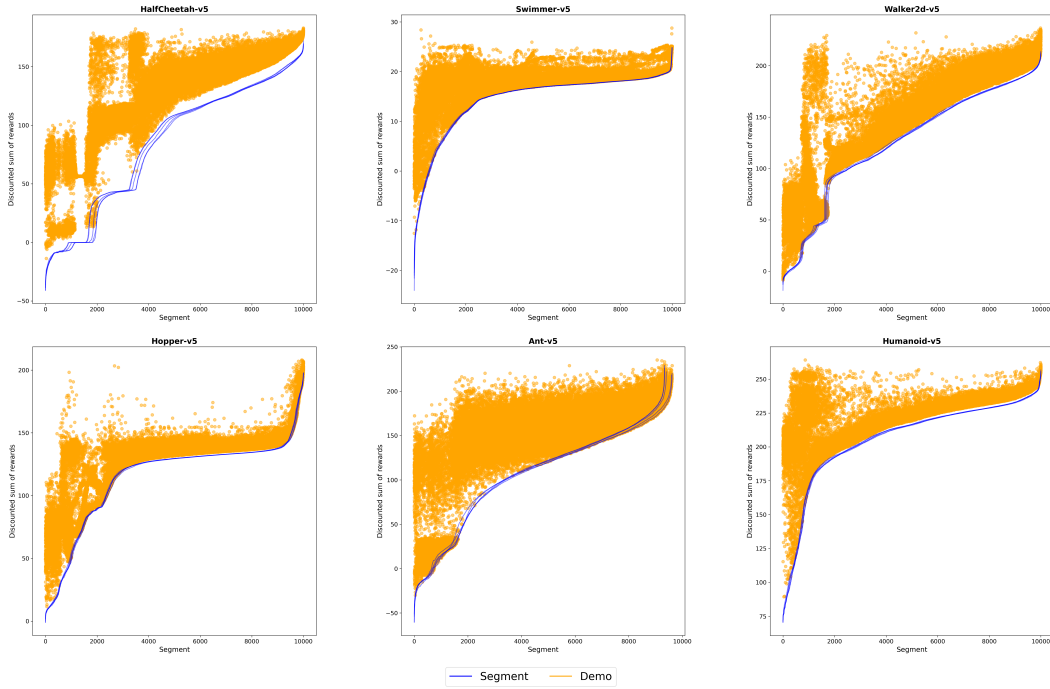 HalfCheetah-v5
Discounted sum of rewards
150
100
50
0
−50
0 2000 4000 6000 8000 10000
Segment
Swimmer-v5
Discounted sum of rewards
30
20
10
0
−10
−20
0 2000 4000 6000 8000 10000
Segment
Walker2d-v5
Discounted sum of rewards
200
150
100
50
0
0 2000 4000 6000 8000 10000
Segment
Hopper-v5
Discounted sum of rewards
200
150
100
50
0
0 2000 4000 6000 8000 10000
Segment
Ant-v5
Discounted sum of rewards
250
200
150
100
50
0
−50
0 2000 4000 6000 8000 10000
Segment
Humanoid-v5
Discounted sum of rewards
250
225
200
175
150
125
100
75
0 2000 4000 6000 8000 10000
Segment
Segment Demo